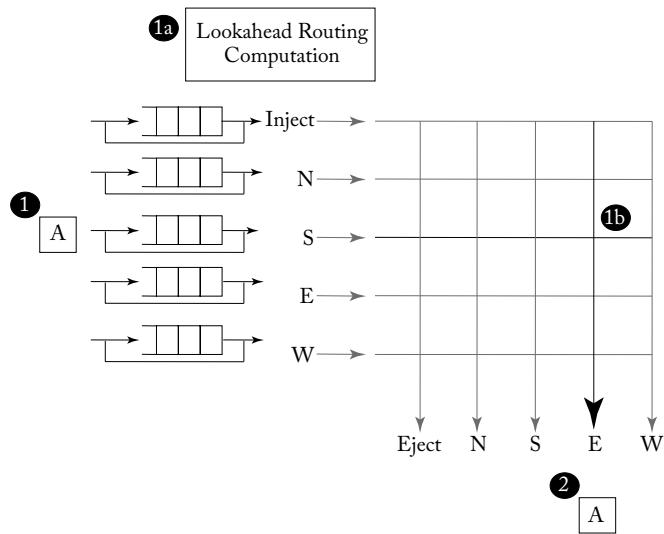 1a
Lookahead Routing
Computation
Inject
N
1
A
S
1b
E
W
Eject N S E W
2
A